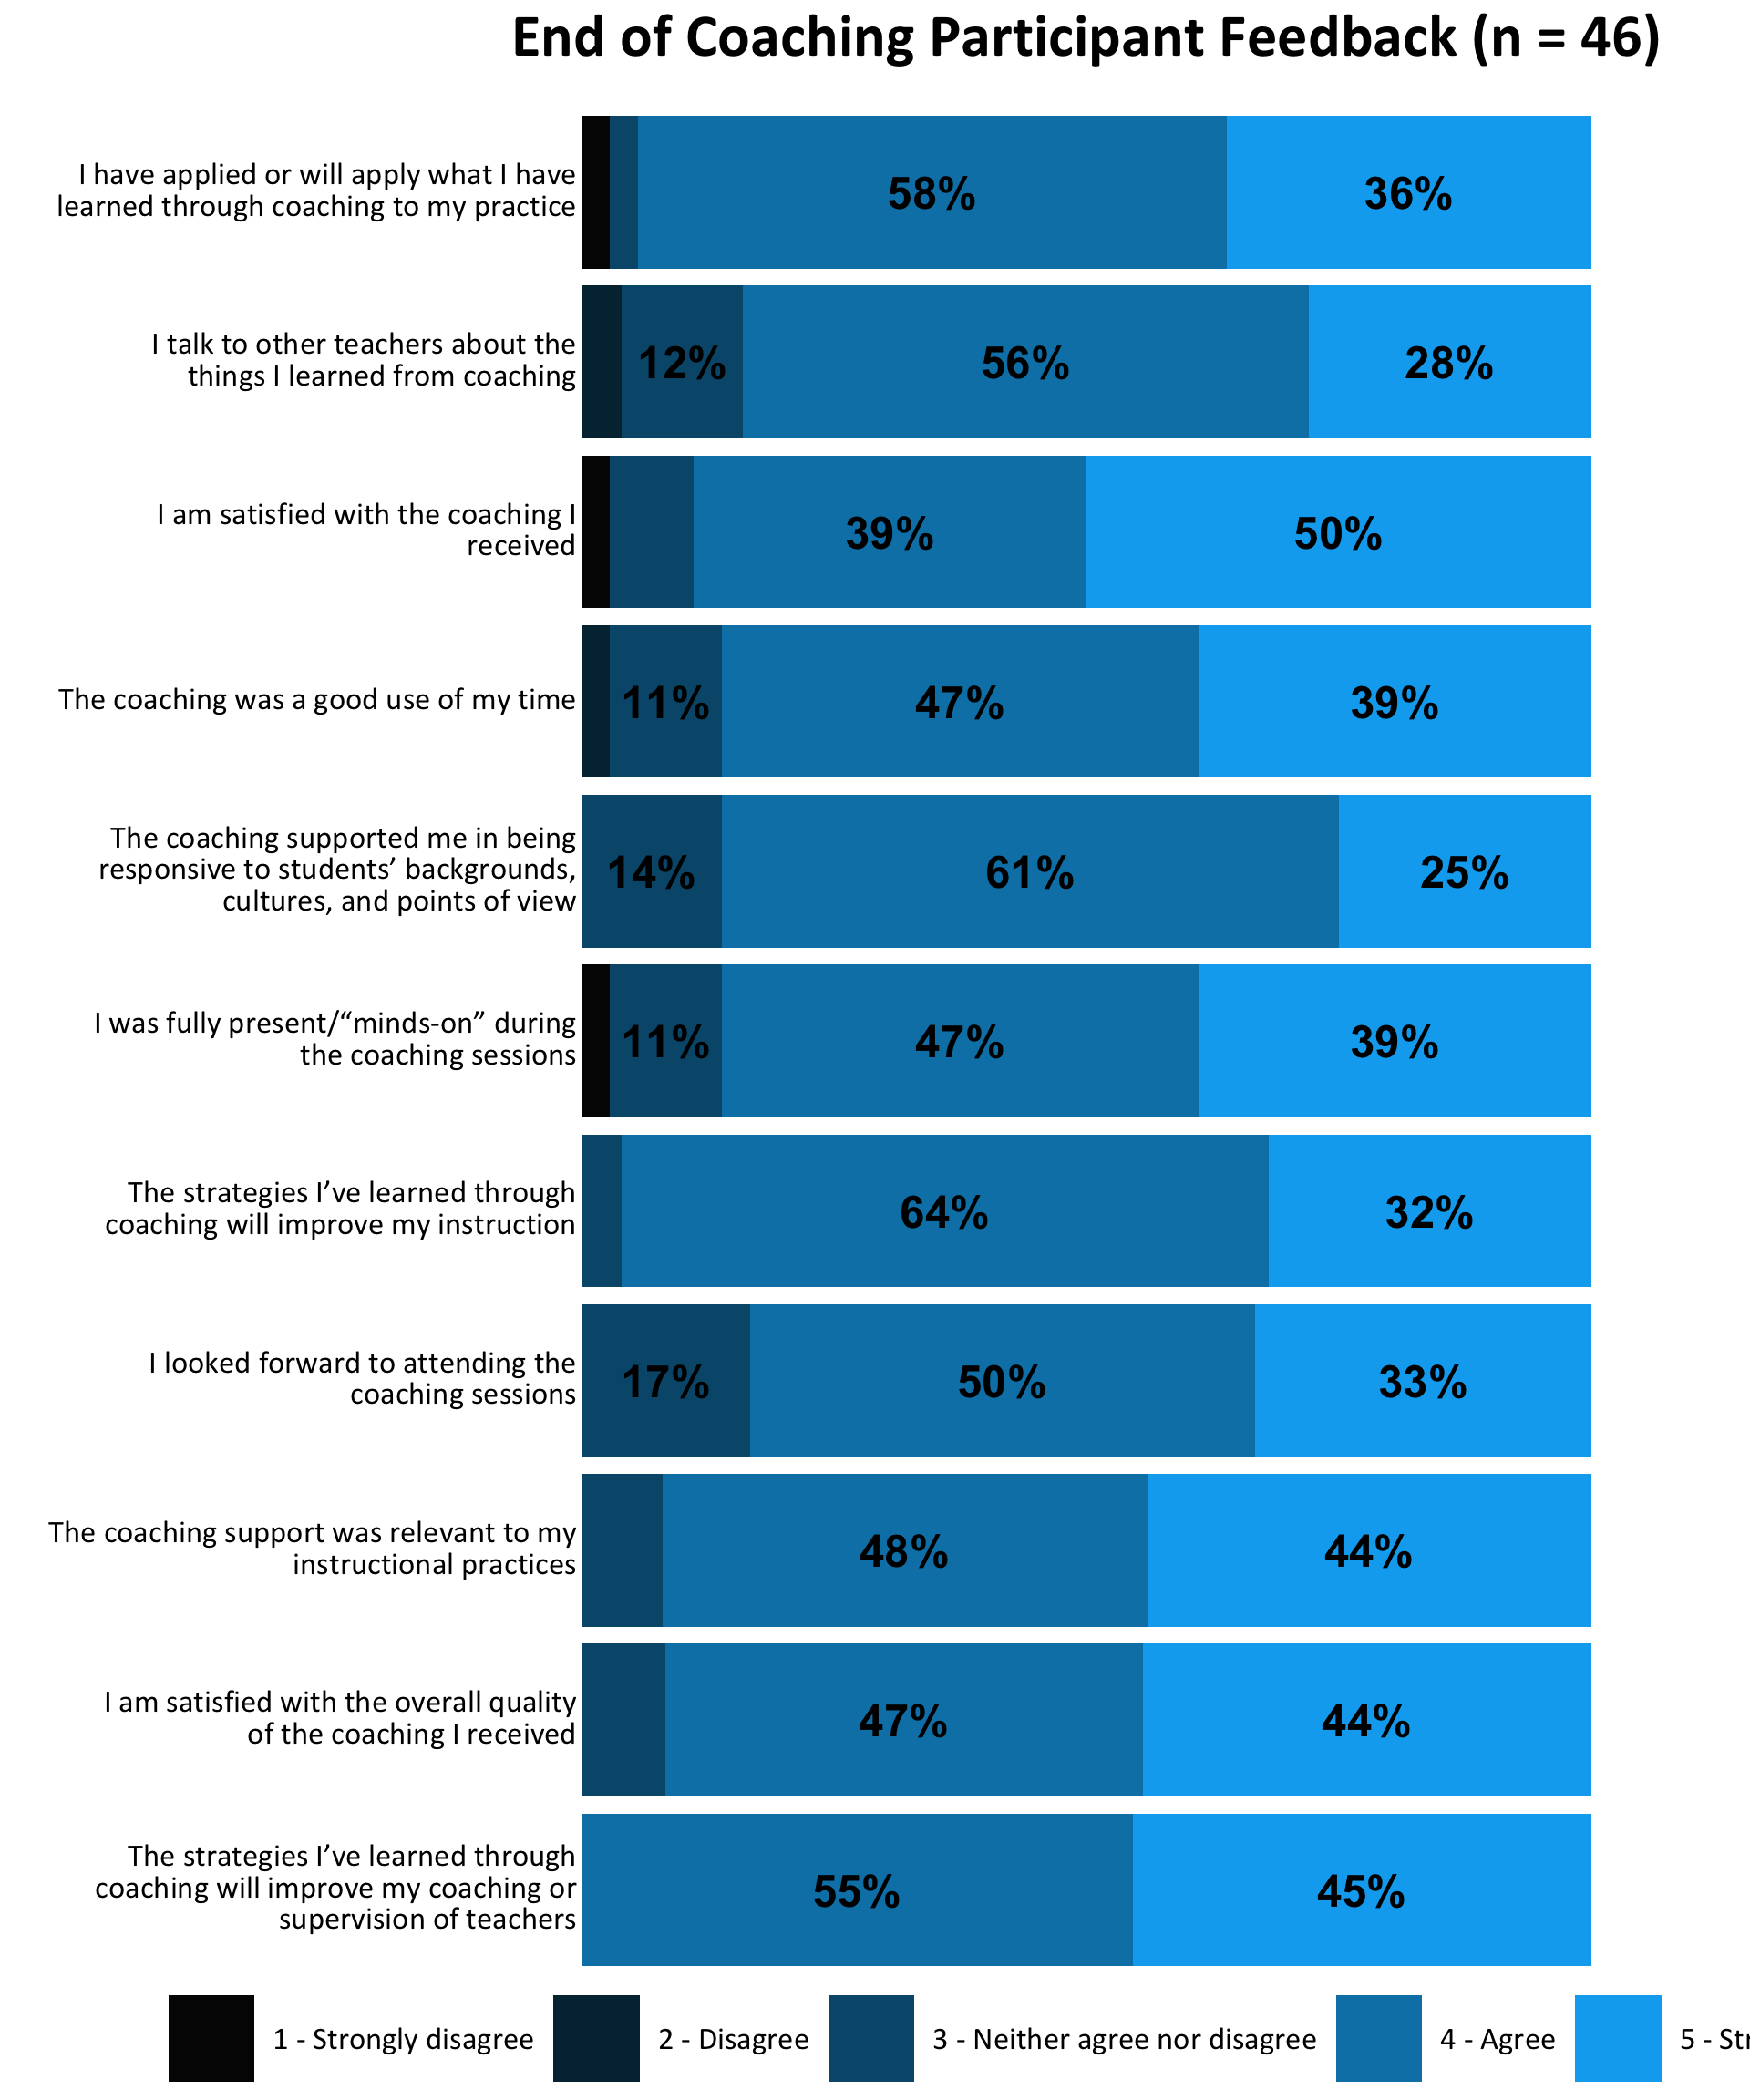 End of Coaching Participant Feedback (n = 46)
I have applied or will apply what I have
learned through coaching to my practice
58% 36%
I talk to other teachers about the
things I learned from coaching
12% 56% 28%
I am satisfied with the coaching I
received
39% 50%
The coaching was a good use of my time
11% 47% 39%
The coaching supported me in being
responsive to students’ backgrounds,
cultures, and points of view
14% 61% 25%
I was fully present/“minds-on” during
the coaching sessions
11% 47% 39%
The strategies I’ve learned through
coaching will improve my instruction
64% 32%
I looked forward to attending the
coaching sessions
17% 50% 33%
The coaching support was relevant to my
instructional practices
48% 44%
I am satisfied with the overall quality
of the coaching I received
47% 44%
The strategies I’ve learned through
coaching will improve my coaching or
supervision of teachers
55% 45%
1 - Strongly disagree 2 - Disagree 3 - Neither agree nor disagree 4 - Agree 5 -